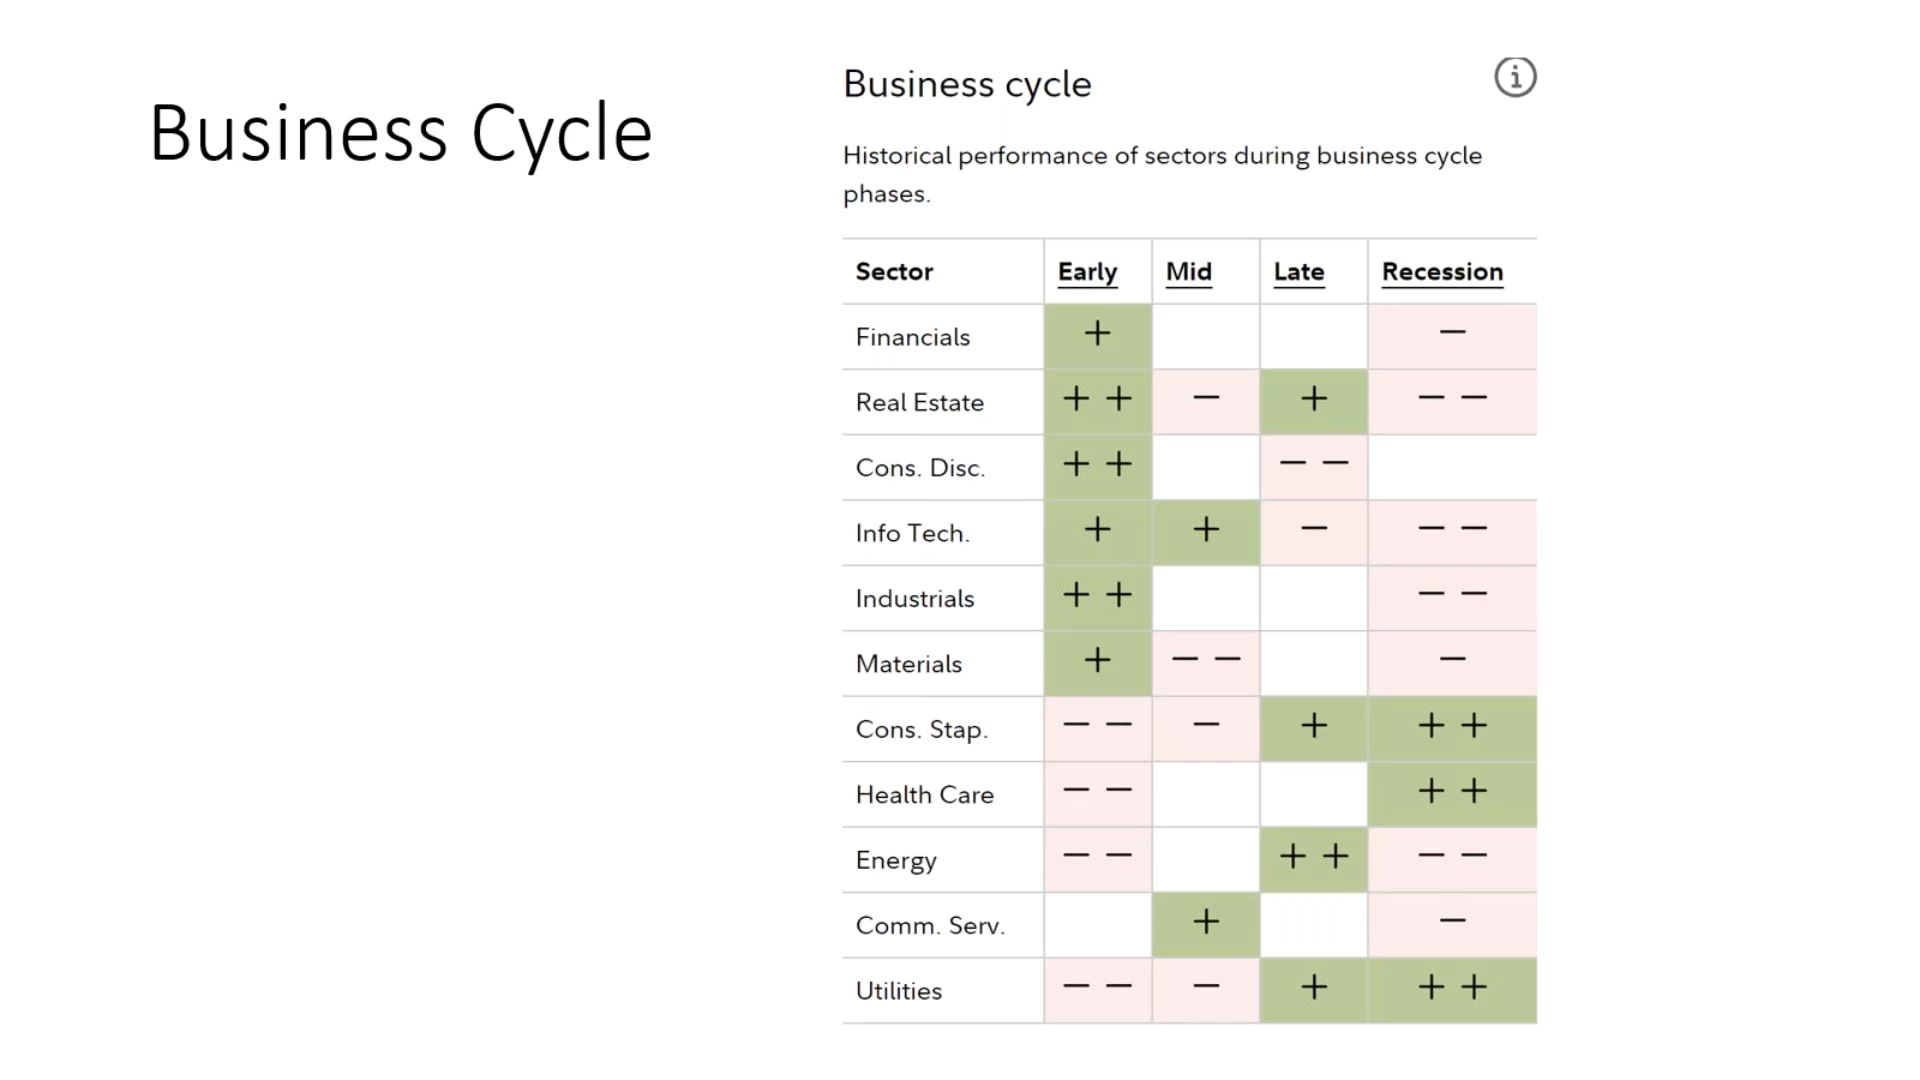 Business Cycle
Business cycle
Historical performance of sectors during business cycle
phases.
Sector Early Mid Late Recession
Financials + −
Real Estate + + − + − −
Cons. Disc. + + − −
Info Tech. + + − − −
Industrials + + − −
Materials + − − −
Cons. Stap. − − − + + +
Health Care − − + +
Energy − − + + − −
Comm. Serv. + −
Utilities − − − + + +